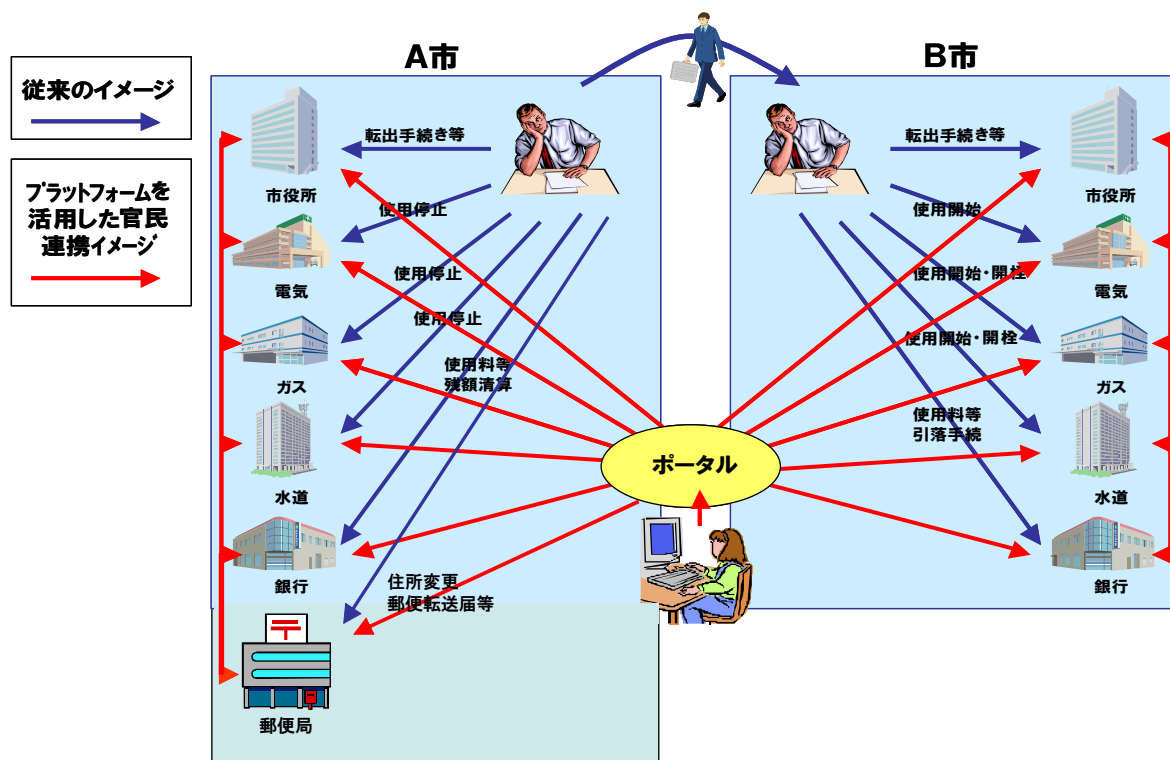 従来のイメージ
プラットフォームを
活用した官民
連携イメージ
A市
B市
転出手続き等
市役所
使用停止
電気
使用停止
使用停止
ガス
使用料等
残額清算
水道
銀行
住所変更
郵便転送届等
郵便局
ポータル
転出手続き等
市役所
使用開始
電気
使用開始・開栓
使用開始・開栓
ガス
使用料等
引落手続
水道
銀行